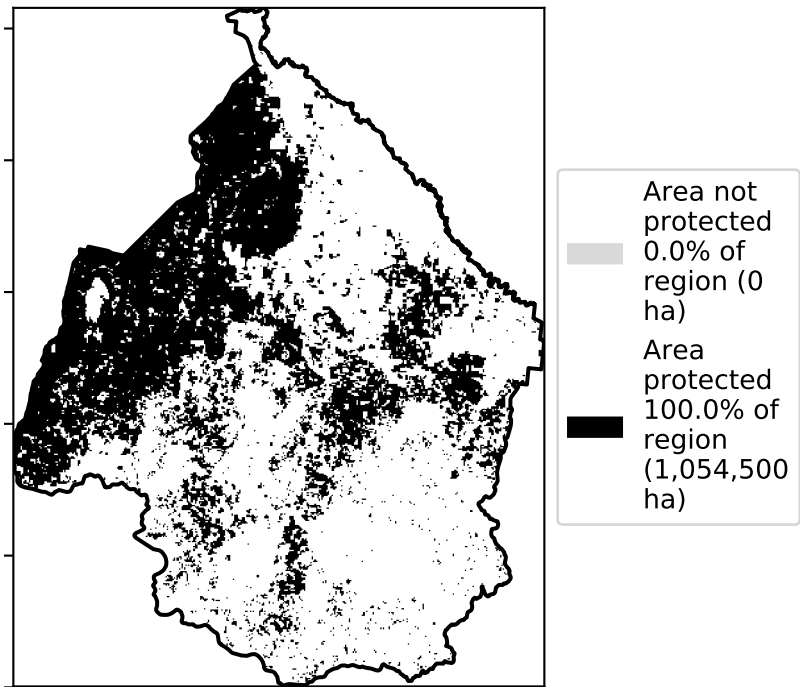 Area not
protected
0.0% of
region (0
ha)
Area
protected
100.0% of
region
(1,054,500
ha)